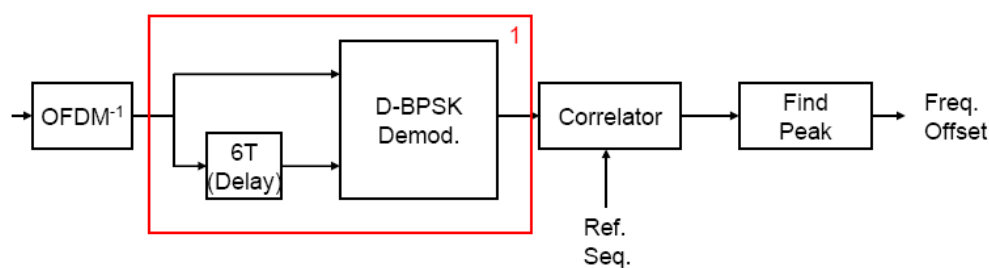 1
OFDM-1
6T
(Delay)
D-BPSK
Demod.
Correlator
Ref.
Seq.
Find
Peak
Freq.
Offset